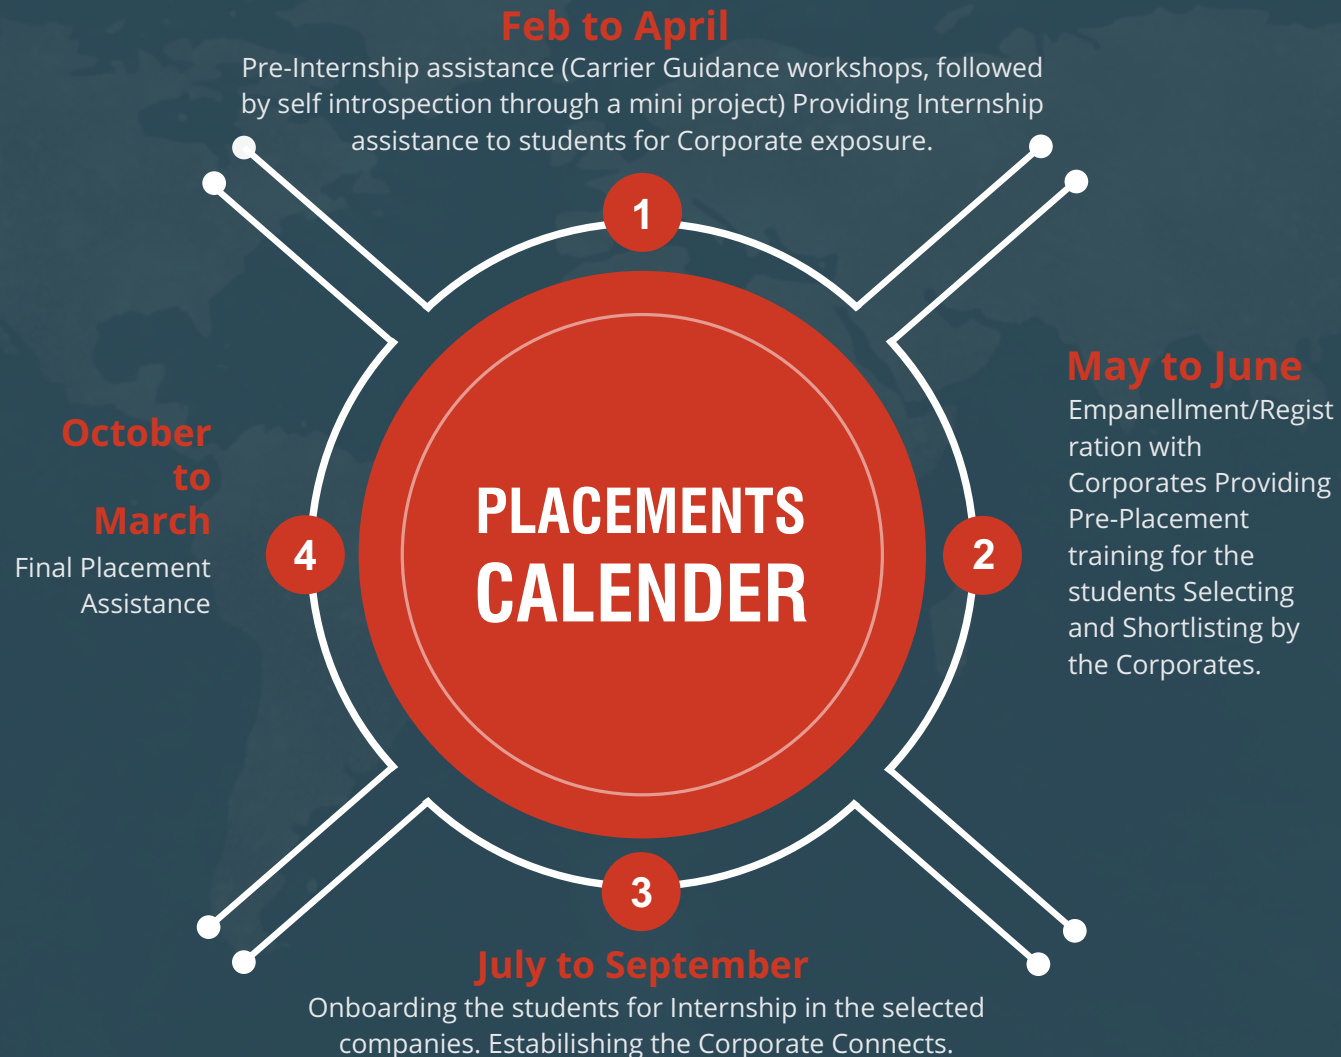 Feb to April
Pre-Internship assistance (Carrier Guidance workshops, followed
by self introspection through a mini project) Providing Internship
assistance to students for Corporate exposure.
1
PLACEMENTS
CALENDER
2
May to June
Empanellment/Regist
ration with
Corporates Providing
Pre-Placement
training for the
students Selecting
and Shortlisting by
the Corporates.
3
July to September
Onboarding the students for Internship in the selected
companies. Estabilishing the Corporate Connects.
4
October
to
March
Final Placement
Assistance